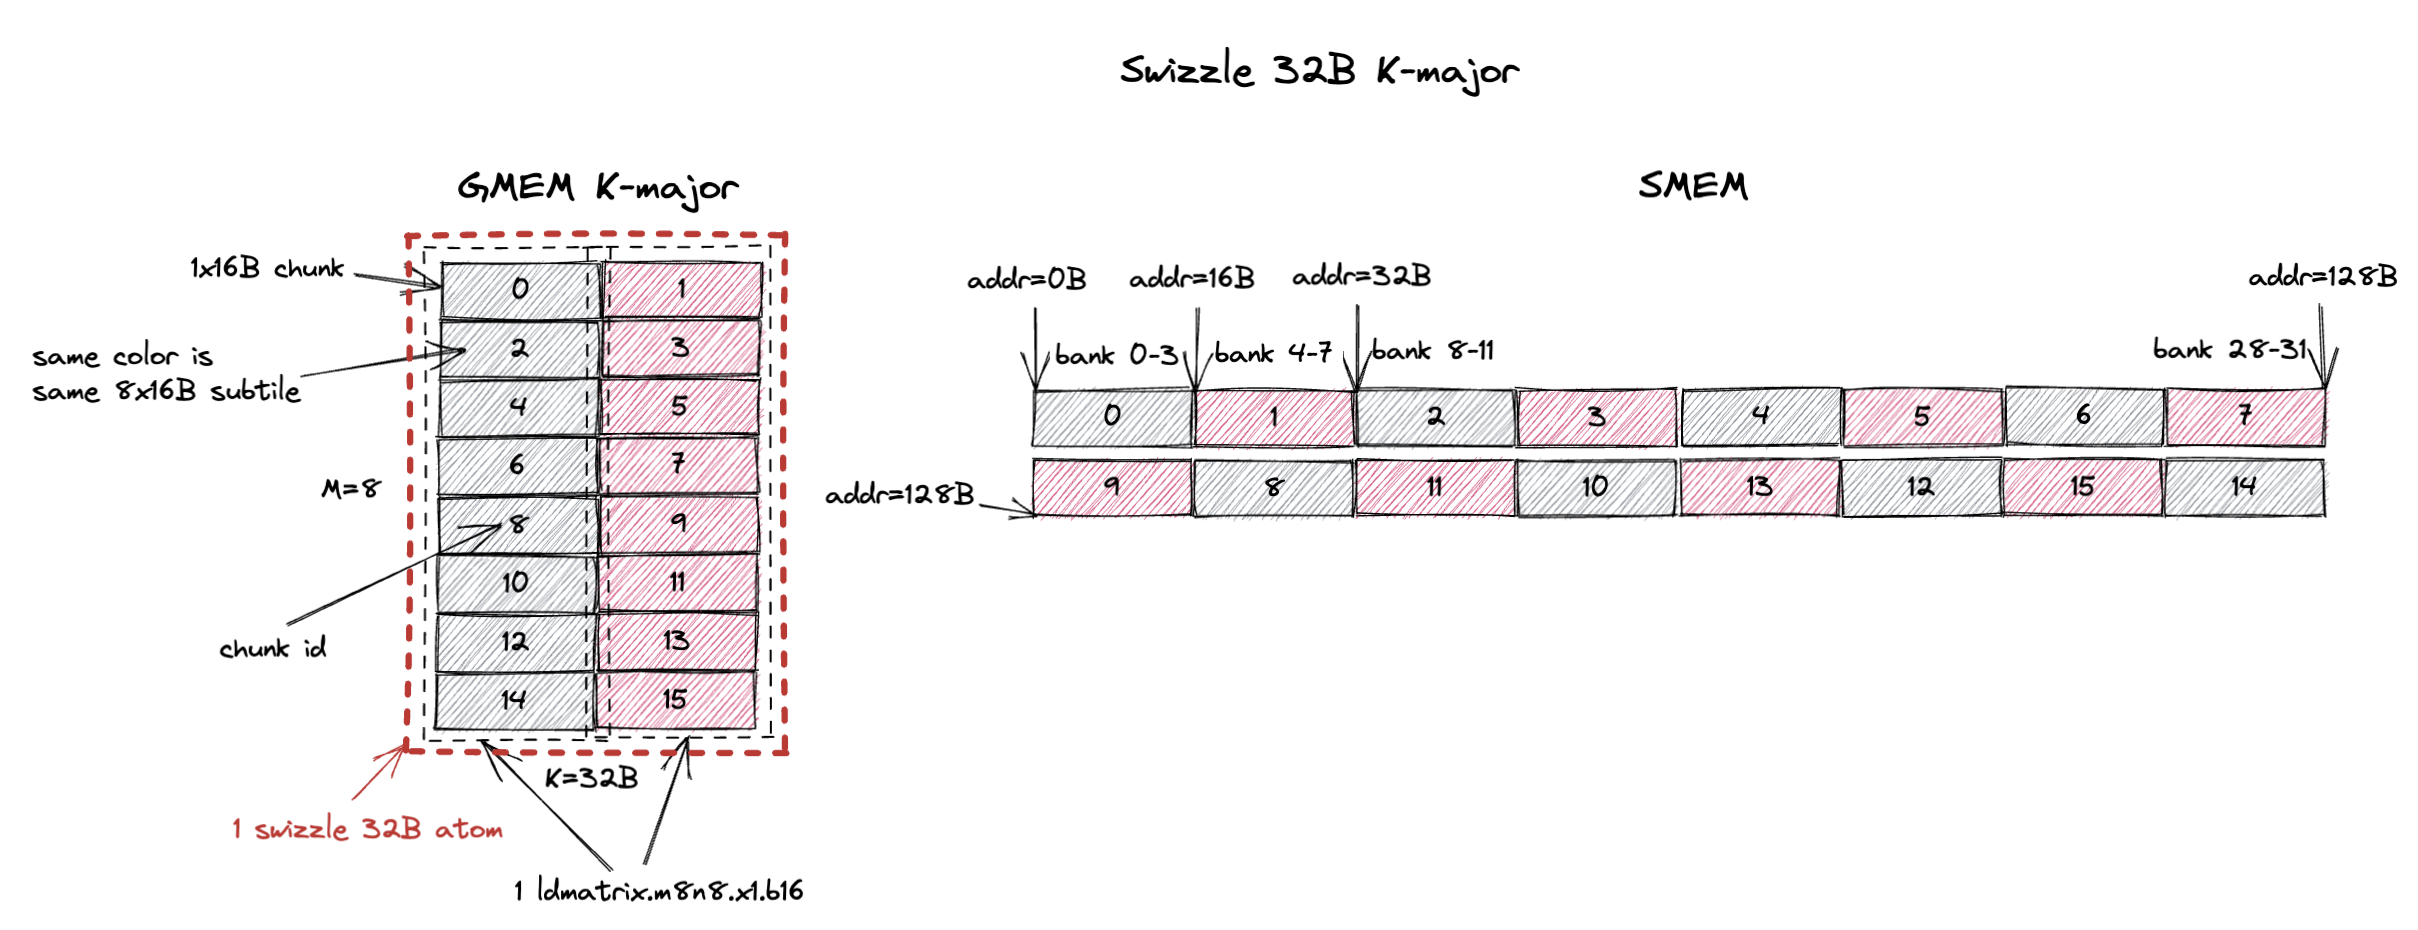 Swizzle 32B K-major
GMEM K-major
SMEM
1x16B chunk
same color is
same 8x16B subtile
M=8
chunk id
1 swizzle 32B atom
K=32B
1 ldmatrix.m8n8.x1.b16
0 1
2 3
4 5
6 7
8 9
10 11
12 13
14 15
addr=0B addr=16B addr=32B addr=128B
bank 0-3 bank 4-7 bank 8-11 bank 28-31
0 1 2 3 4 5 6 7
addr=128B
9 8 11 10 13 12 15 14